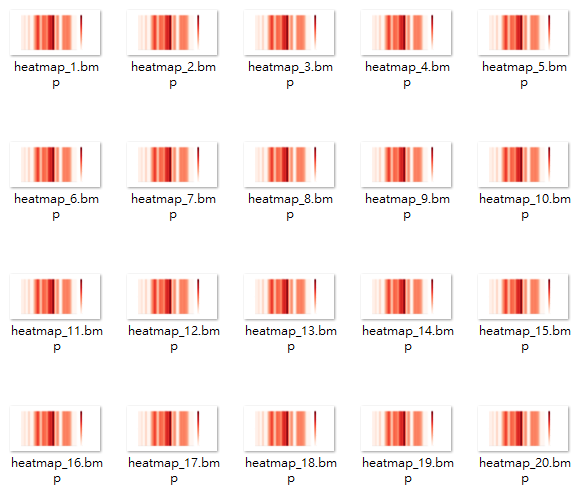 heatmap_1.bm
p
heatmap_2.bm
p
heatmap_3.bm
p
heatmap_4.bm
p
heatmap_5.bm
p
heatmap_6.bm
p
heatmap_7.bm
p
heatmap_8.bm
p
heatmap_9.bm
p
heatmap_10.bm
p
heatmap_11.bm
p
heatmap_12.bm
p
heatmap_13.bm
p
heatmap_14.bm
p
heatmap_15.bm
p
heatmap_16.bm
p
heatmap_17.bm
p
heatmap_18.bm
p
heatmap_19.bm
p
heatmap_20.bm
p